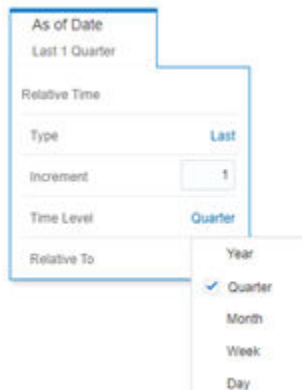 As of Date
Last 1 Quarter
Relative Time
Type Last
Increment 1
Time Level Quarter
Relative To
Year
Quarter
Month
Week
Day